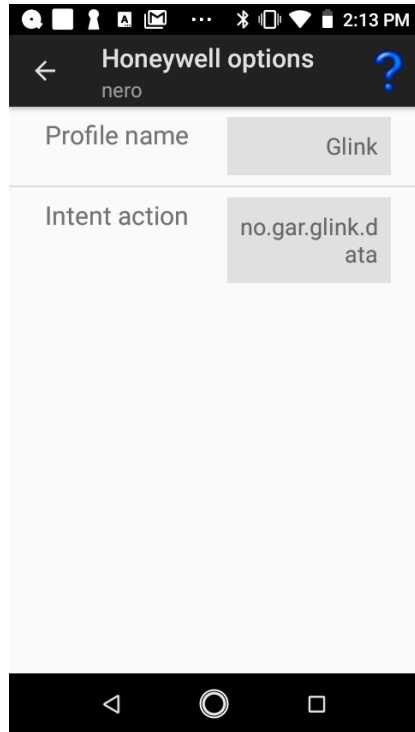 2:13 PM
Honeywell options
nero
Profile name
Glink
Intent action
no.gar.glink.d
ata